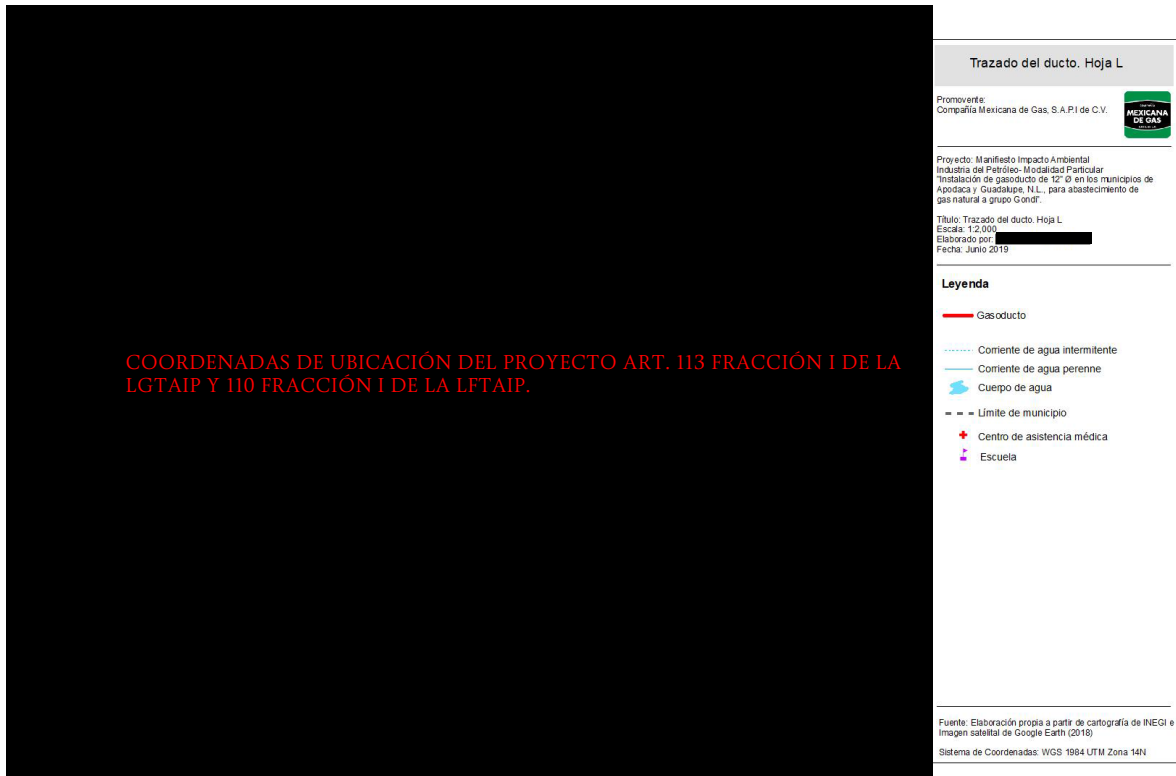 COORDENADAS DE UBICACIÓN DEL PROYECTO ART. 113 FRACCIÓN I DE LA
LGTAIP Y 110 FRACCIÓN I DE LA LFTAIP.
Trazado del ducto. Hoja L
Promovente:
Compañía Mexicana de Gas, S.A.P.I de C.V.
MEXICANA
DE GAS
Proyecto: Manifiesto Impacto Ambiental
Industria del Petróleo- Modalidad Particular
"Instalación de gasoducto de 12" Ø en los municipios de
Apodaca y Guadalupe, N.L., para abastecimiento de
gas natural a grupo Gondi".
Título: Trazado del ducto. Hoja L
Escala: 1:2,000
Elaborado por:
Fecha: Junio 2019
Leyenda
Gasoducto
Corriente de agua intermitente
Corriente de agua perenne
Cuerpo de agua
Límite de municipio
Centro de asistencia médica
Escuela
Fuente: Elaboración propia a partir de cartografía de INEGI e
Imagen satelital de Google Earth (2018)
Sistema de Coordenadas: WGS 1984 UTM Zona 14N